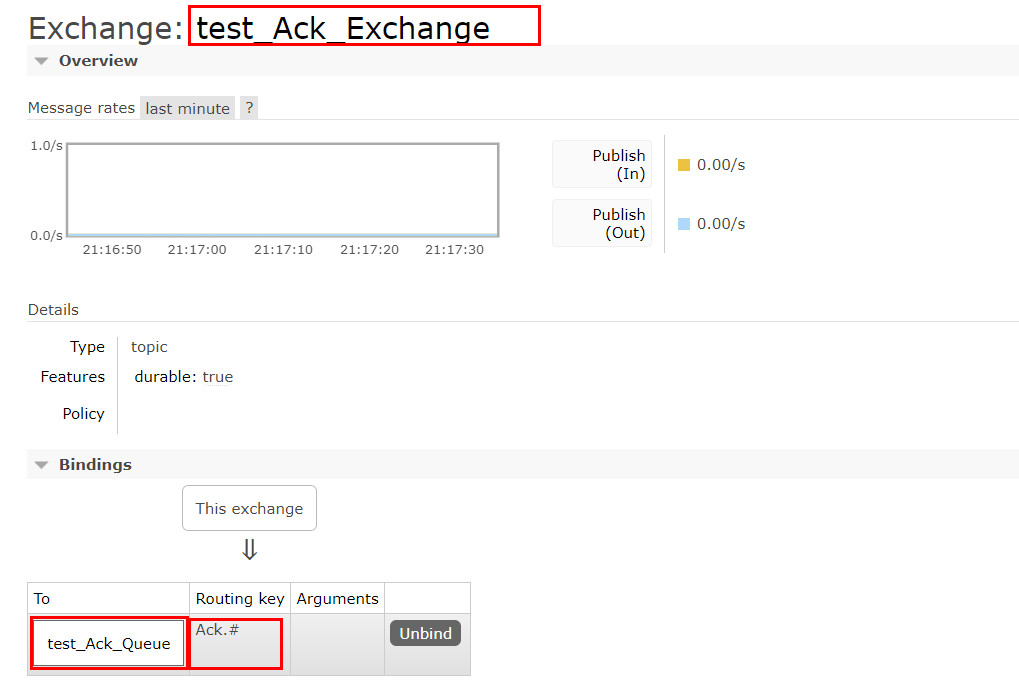 Exchange: test_Ack_Exchange
Overview
Message rates last minute ?
1.0/s
0.0/s
21:16:50 21:17:00 21:17:10 21:17:20 21:17:30
Publish
(In)
0.00/s
Publish
(Out)
0.00/s
Details
Type topic
Features durable: true
Policy
Bindings
This exchange
⇓
To Routing key Arguments
test_Ack_Queue Ack.# Unbind